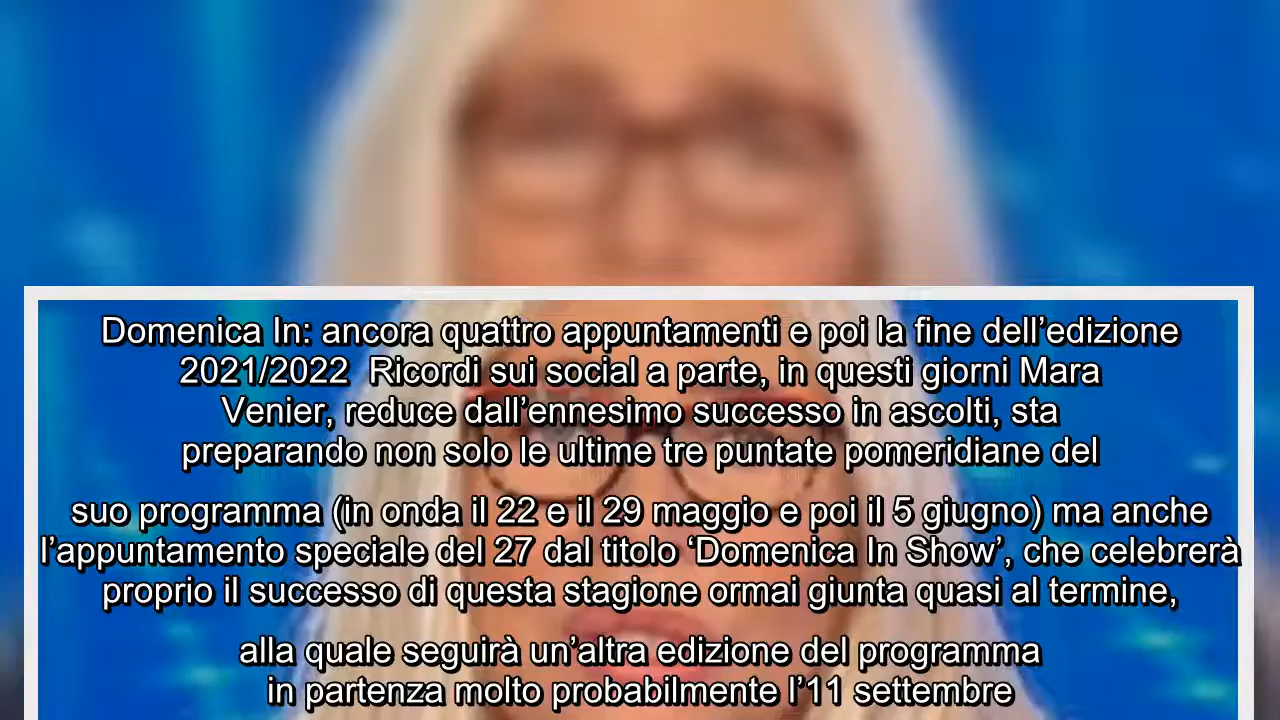 Domenica In: ancora quattro appuntamenti e poi la fine dell’edizione
2021/2022  Ricordi sui social a parte, in questi giorni Mara
Venier, reduce dall’ennesimo successo in ascolti, sta
preparando non solo le ultime tre puntate pomeridiane del
suo programma (in onda il 22 e il 29 maggio e poi il 5 giugno) ma anche
l’appuntamento speciale del 27 dal titolo ‘Domenica In Show’, che celebrerà
proprio il successo di questa stagione ormai giunta quasi al termine,
alla quale seguirà un’altra edizione del programma
in partenza molto probabilmente l’11 settembre